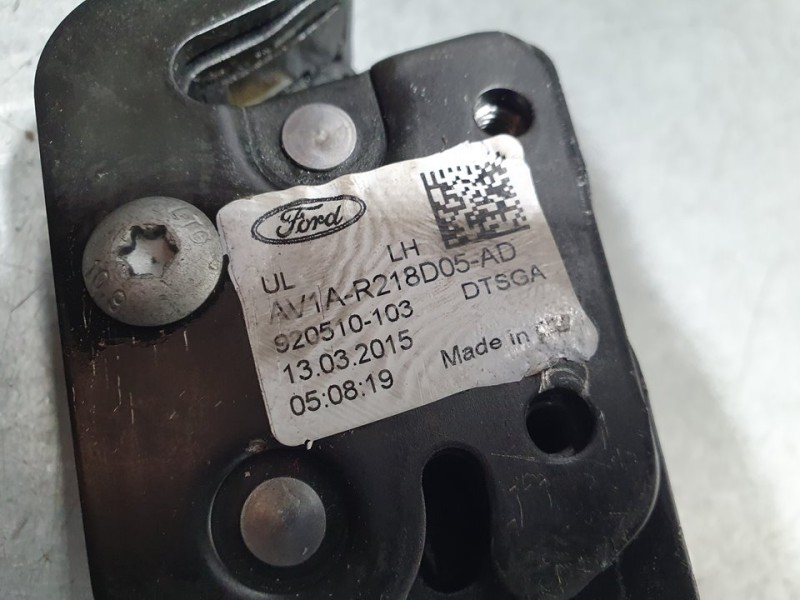 Ford
UL LH
AV1A-R218D05-AD
920510-103 DTSGA
13.03.2015
05:08:19 Made in